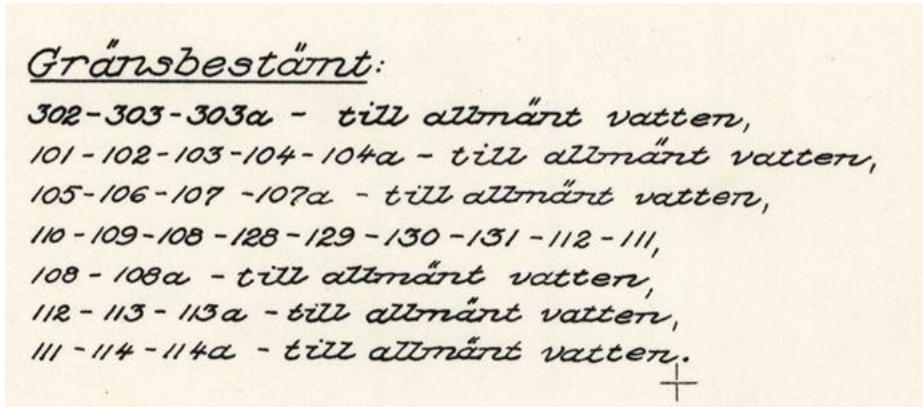 Gränsbestämt:
302-303-303a - till allmänt vatten,
101-102-103-104-104a - till allmänt vatten,
105-106-107-107a - till allmänt vatten,
110-109-108-128-129-130-131-112-111,
108-108a - till allmänt vatten,
112-113-113a - till allmänt vatten,
111-114-114a - till allmänt vatten.